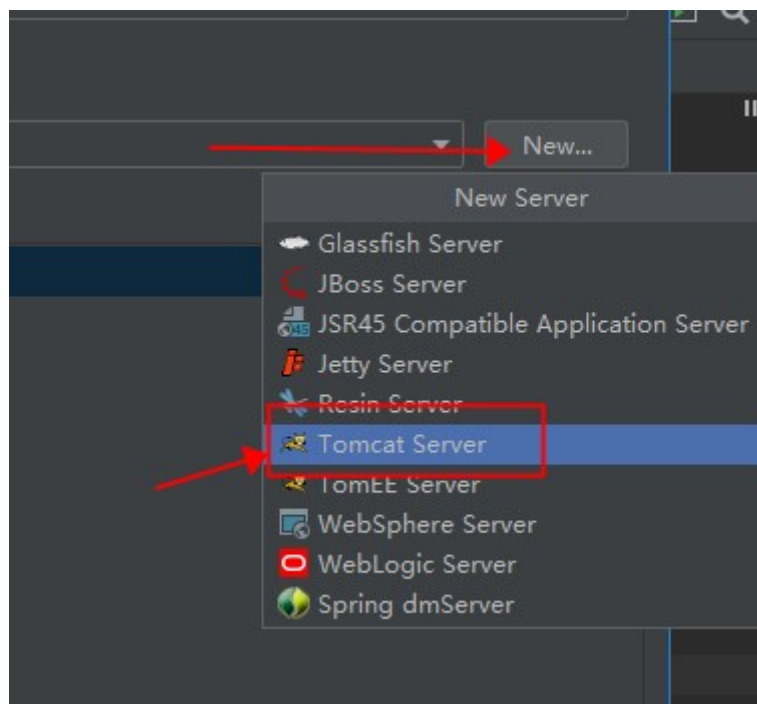 New...
New Server
Glassfish Server
JBoss Server
JSR45 Compatible Application Server
Jetty Server
Resin Server
Tomcat Server
TomEE Server
WebSphere Server
WebLogic Server
Spring dmServer